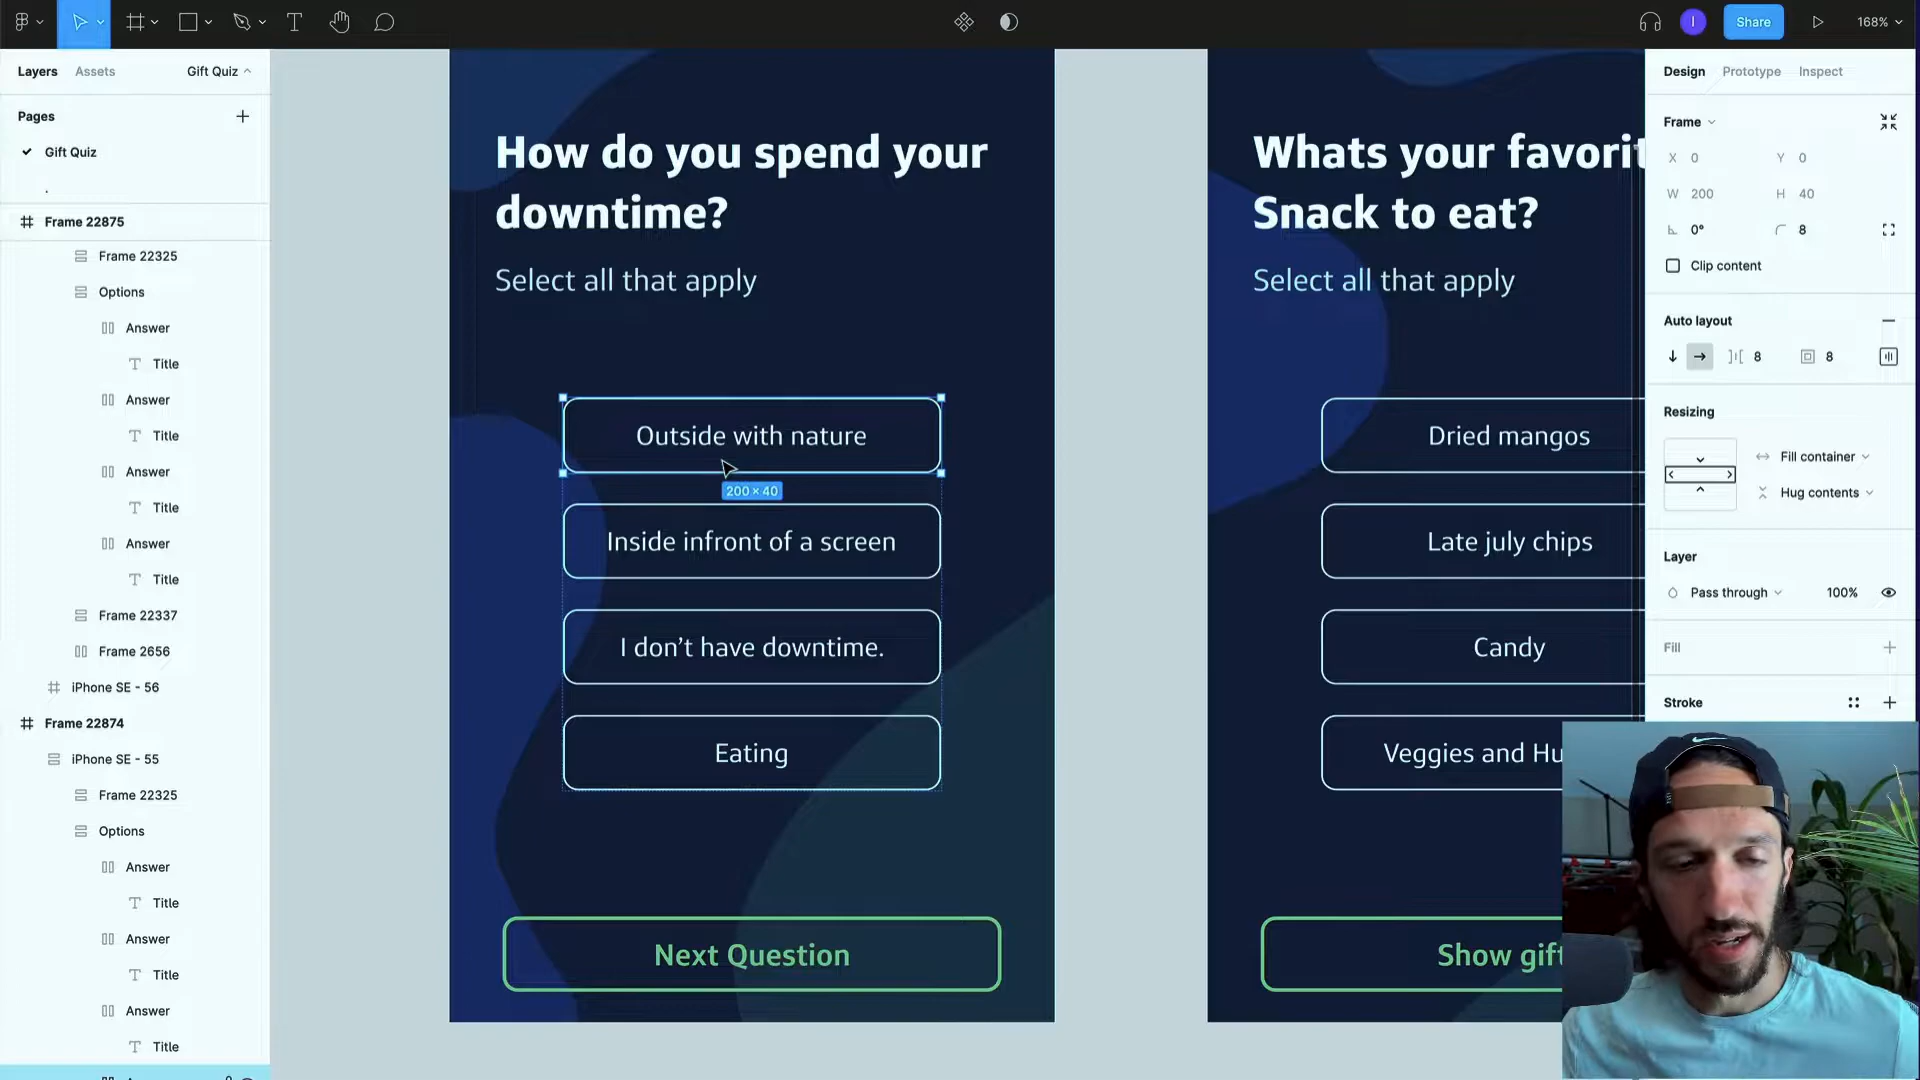 Share
168%
Layers
Assets
Gift Quiz
Pages
Gift Quiz
.
Frame 22875
Frame 22325
Options
Answer
Title
Answer
Title
Answer
Title
Answer
Title
Frame 22337
Frame 2656
iPhone SE - 56
Frame 22874
iPhone SE - 55
Frame 22325
Options
Answer
Title
Answer
Title
Answer
Title
How do you spend your
downtime?
Select all that apply
Outside with nature
200 × 40
Inside infront of a screen
I don’t have downtime.
Eating
Next Question
Whats your favorit
Snack to eat?
Select all that apply
Dried mangos
Late july chips
Candy
Veggies and Hu
Show gift
Design
Prototype
Inspect
Frame
X 0
Y 0
W 200
H 40
0°
8
Clip content
Auto layout
8
8
Resizing
Fill container
Hug contents
Layer
Pass through
100%
Fill
Stroke